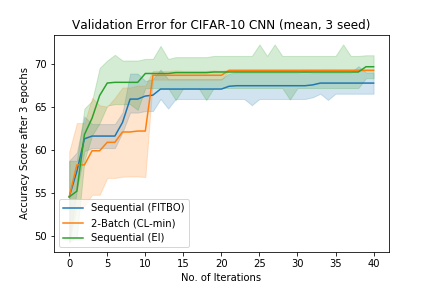 Validation Error for CIFAR-10 CNN (mean, 3 seed)
Accuracy Score after 3 epochs
70
65
60
55
50
Sequential (FITBO)
2-Batch (CL-min)
Sequential (EI)
0 5 10 15 20 25 30 35 40
No. of Iterations